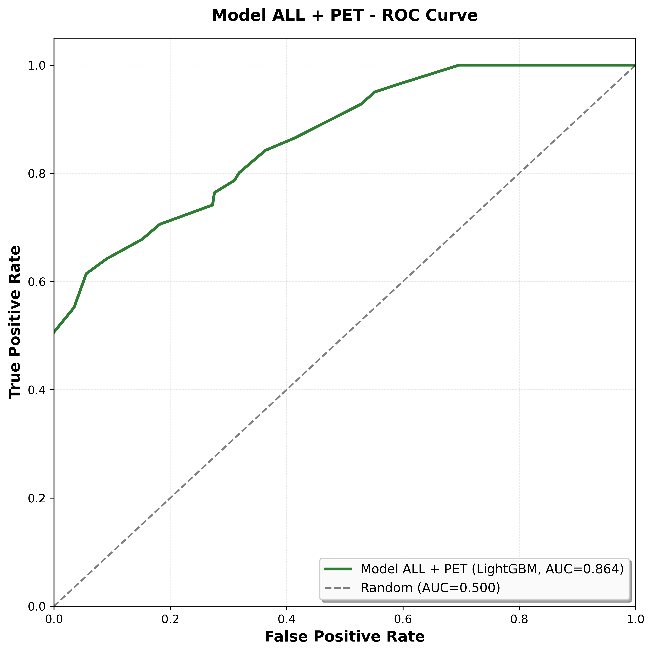 Model ALL + PET - ROC Curve
True Positive Rate
1.0
0.8
0.6
0.4
0.2
0.0
Model ALL + PET (LightGBM, AUC=0.864)
Random (AUC=0.500)
0.0 0.2 0.4 0.6 0.8 1.0
False Positive Rate